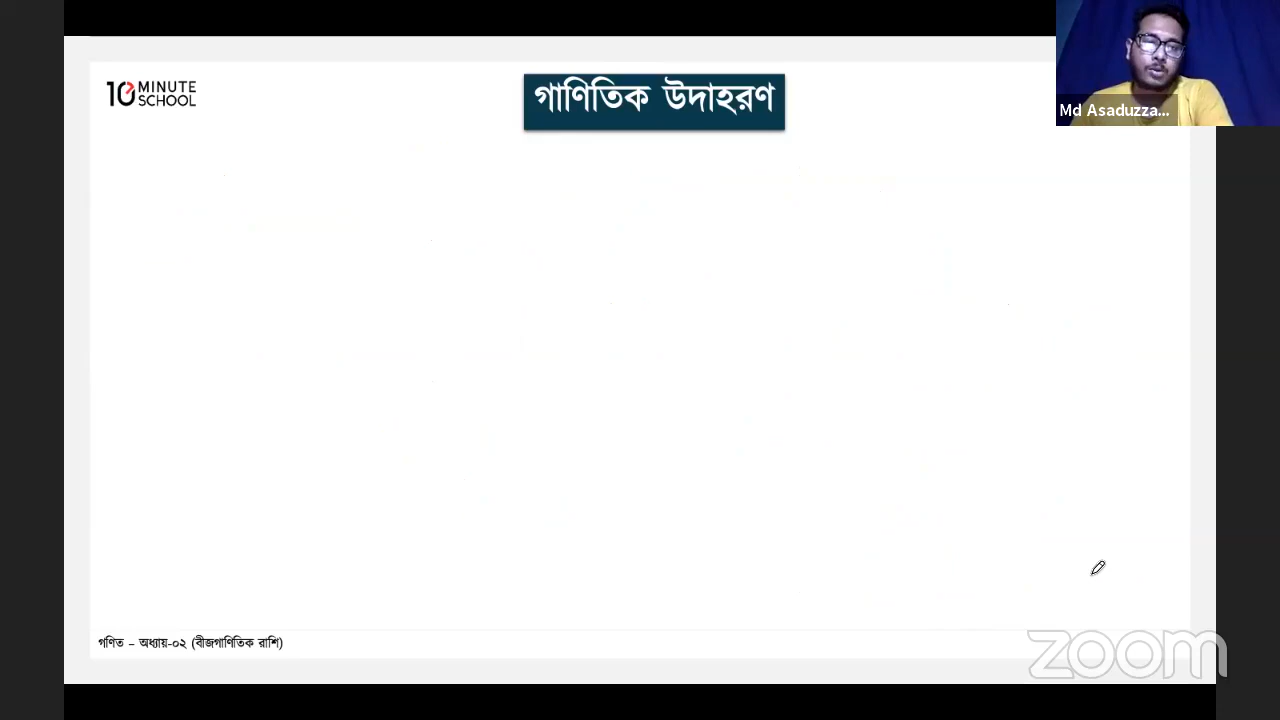 10 MINUTE
SCHOOL
গাণিতিক উদাহরণ
Md Asaduzza...
গণিত – অধ্যায়-০২ (বীজগাণিতিক রাশি)
zoom